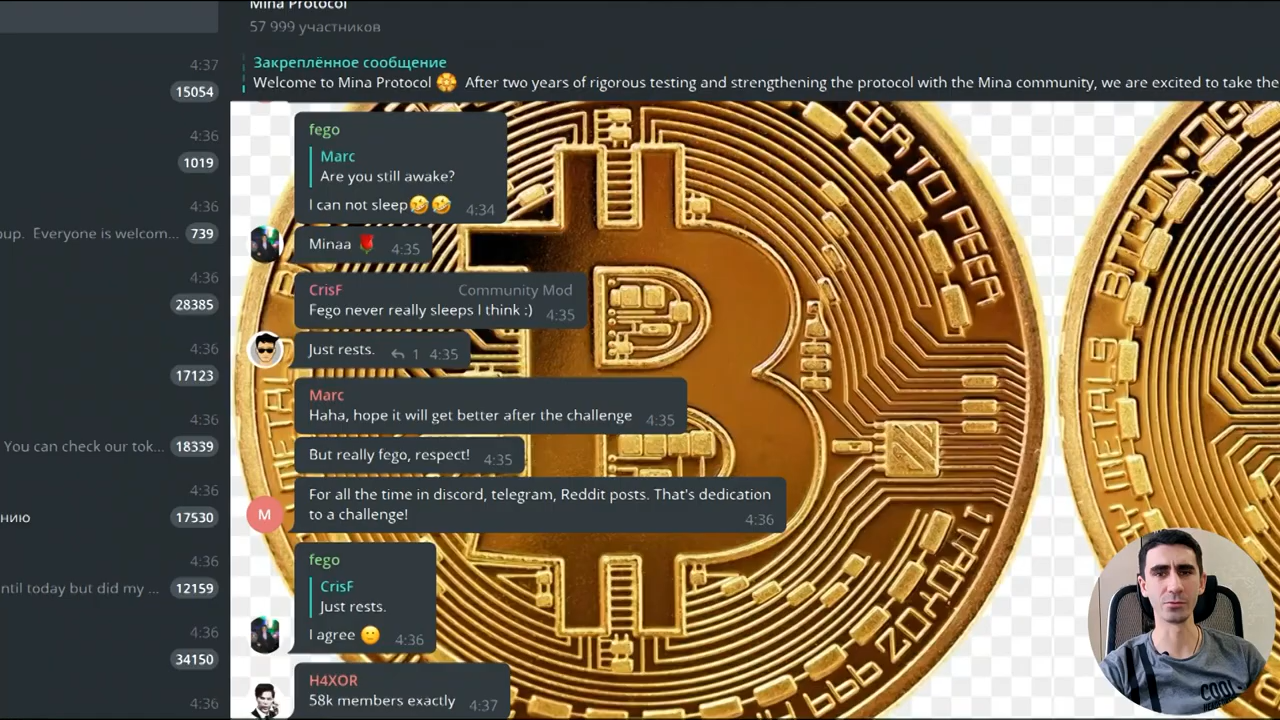 Mina Protocol
57 999 участников
Закреплённое сообщение
Welcome to Mina Protocol After two years of rigorous testing and strengthening the protocol with the Mina community, we are excited to take the
4:37
15054
4:36
1019
4:36
oup. Everyone is welcom... 739
4:36
28385
4:36
17123
4:36
You can check our tok... 18339
4:36
нию 17530
4:36
ntil today but did my ... 12159
4:36
34150
4:36
fego
Marc
Are you still awake?
I can not sleep🤣🤣 4:34
Minaa 🌹 4:35
CrisF Community Mod
Fego never really sleeps I think :) 4:35
Just rests. 1 4:35
Marc
Haha, hope it will get better after the challenge 4:35
But really fego, respect! 4:35
M
For all the time in discord, telegram, Reddit posts. That's dedication
to a challenge! 4:36
fego
CrisF
Just rests.
I agree 🙂 4:36
H4XOR
58k members exactly 4:37
PEER TO PEER
BITCOIN
METALS
COOL